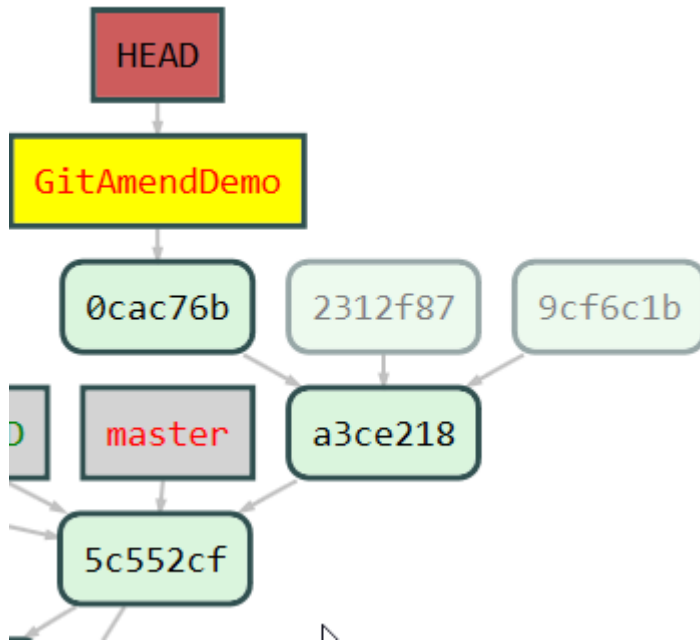 HEAD
GitAmendDemo
0cac76b
2312f87
9cf6c1b
master
a3ce218
5c552cf